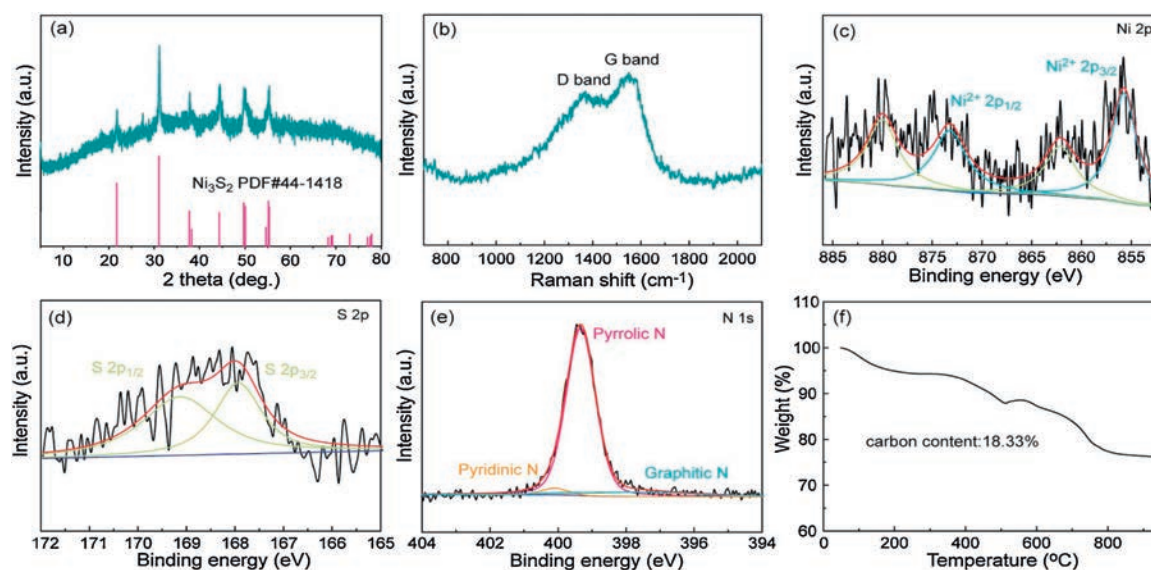 (a)
Intensity (a.u.)
Ni₃S₂ PDF#44-1418
10 20 30 40 50 60 70 80
2 theta (deg.)
(b)
Intensity (a.u.)
G band
D band
800 1000 1200 1400 1600 1800 2000
Raman shift (cm⁻¹)
(c)
Ni 2p
Intensity (a.u.)
Ni²⁺ 2p₃/₂
Ni²⁺ 2p₁/₂
885 880 875 870 865 860 855
Binding energy (eV)
(d)
S 2p
Intensity (a.u.)
S 2p₁/₂
S 2p₃/₂
172 171 170 169 168 167 166 165
Binding energy (eV)
(e)
N 1s
Intensity (a.u.)
Pyrrolic N
Pyridinic N
Graphitic N
404 402 400 398 396 394
Binding energy (eV)
(f)
Weight (%)
110
100
90
80
70
60
carbon content:18.33%
0 200 400 600 800
Temperature (ºC)